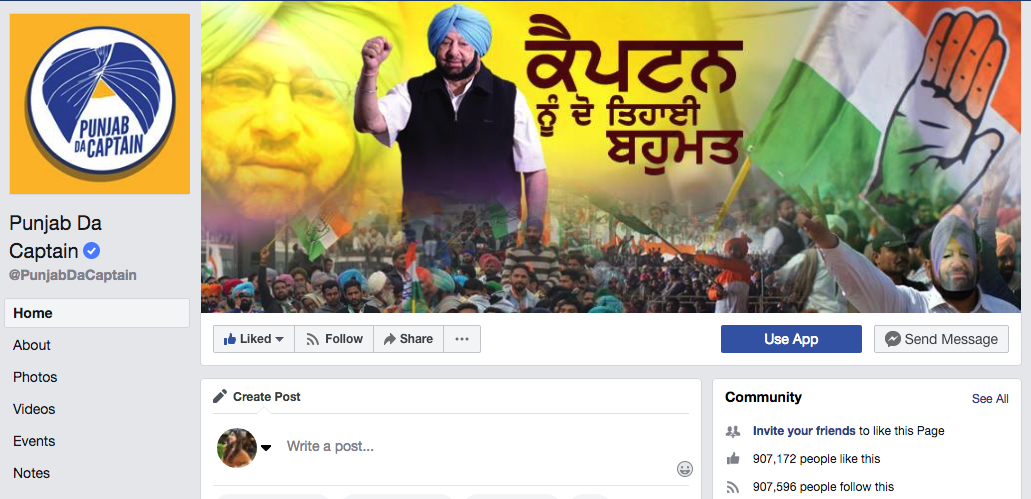 PUNJAB
DA CAPTAIN
ਕੈਪਟਨ
ਨੂੰ ਦੋ ਤਿਹਾਈ
ਬਹੁਮਤ
Punjab Da
Captain
@PunjabDaCaptain
Home
About
Photos
Videos
Events
Notes
Liked
Follow
Share
Use App
Send Message
Create Post
Write a post...
Community
See All
Invite your friends to like this Page
907,172 people like this
907,596 people follow this